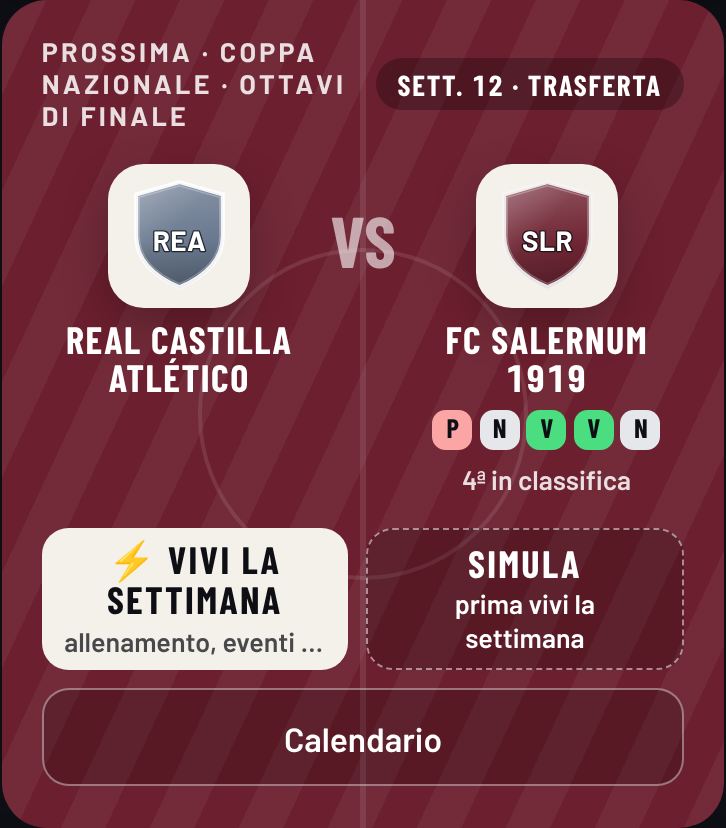 PROSSIMA · COPPA
NAZIONALE · OTTAVI
DI FINALE
SETT. 12 · TRASFERTA
REA
VS
SLR
REAL CASTILLA
ATLÉTICO
FC SALERNUM
1919
P N V V N
4ª in classifica
⚡ VIVI LA
SETTIMANA
allenamento, eventi ...
SIMULA
prima vivi la
settimana
Calendario